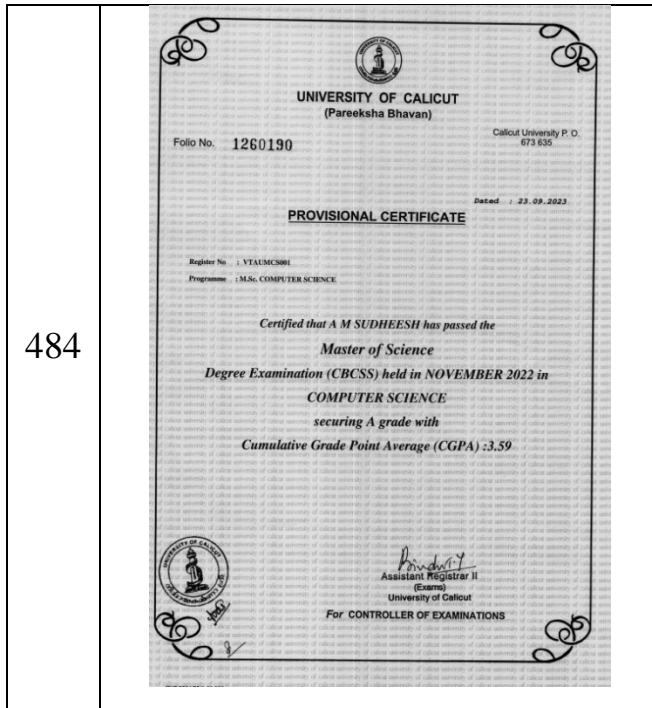 484
UNIVERSITY OF CALICUT
(Pareeksha Bhavan)
Folio No. 1260190
Calicut University P. O.
673 635
Dated : 23.09.2023
PROVISIONAL CERTIFICATE
Register No : VTAUMCS001
Programme : M.Sc. COMPUTER SCIENCE
Certified that A M SUDHEESH has passed the
Master of Science
Degree Examination (CBCSS) held in NOVEMBER 2022 in
COMPUTER SCIENCE
securing A grade with
Cumulative Grade Point Average (CGPA) :3.59
UNIVERSITY OF CALICUT
Assistant Registrar II
(Exams)
University of Calicut
For CONTROLLER OF EXAMINATIONS